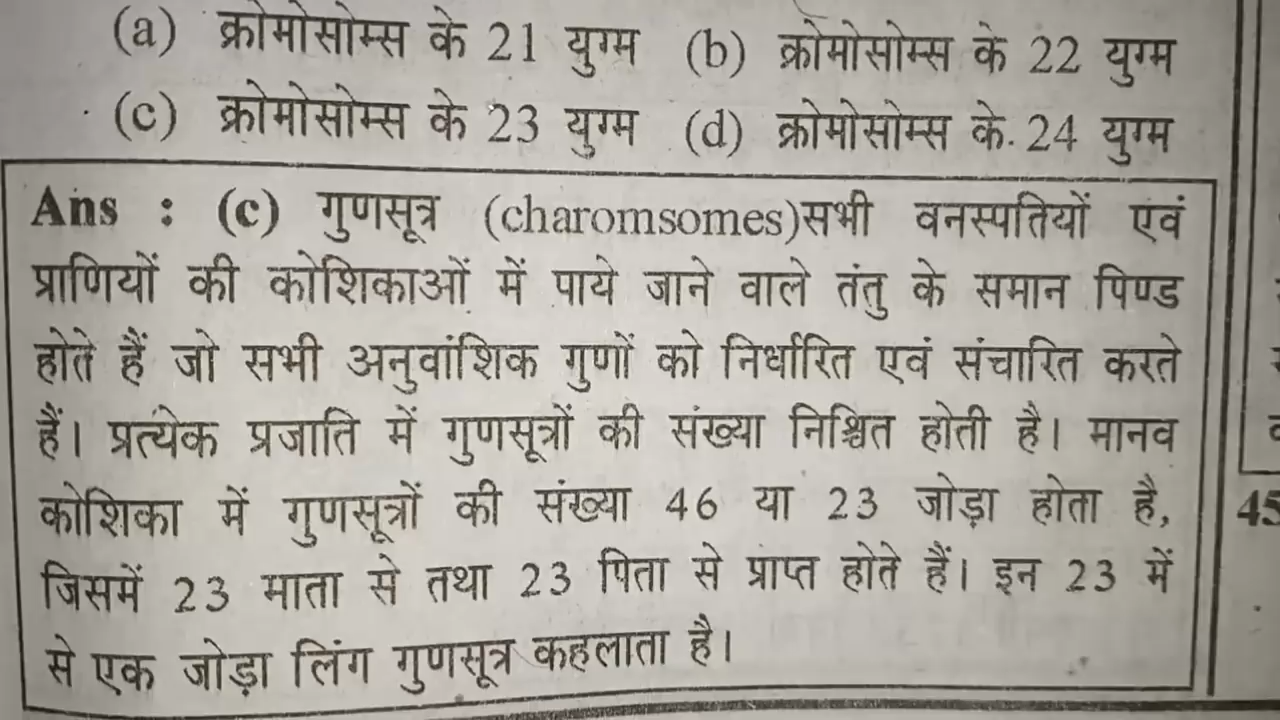 (a) क्रोमोसोम्स के 21 युग्म (b) क्रोमोसोम्स के 22 युग्म
(c) क्रोमोसोम्स के 23 युग्म (d) क्रोमोसोम्स के. 24 युग्म
Ans : (c) गुणसूत्र (charomsomes)सभी वनस्पतियों एवं
प्राणियों की कोशिकाओं में पाये जाने वाले तंतु के समान पिण्ड
होते हैं जो सभी अनुवांशिक गुणों को निर्धारित एवं संचारित करते
हैं। प्रत्येक प्रजाति में गुणसूत्रों की संख्या निश्चित होती है। मानव
कोशिका में गुणसूत्रों की संख्या 46 या 23 जोड़ा होता है,
जिसमें 23 माता से तथा 23 पिता से प्राप्त होते हैं। इन 23 में
से एक जोड़ा लिंग गुणसूत्र कहलाता है।
45